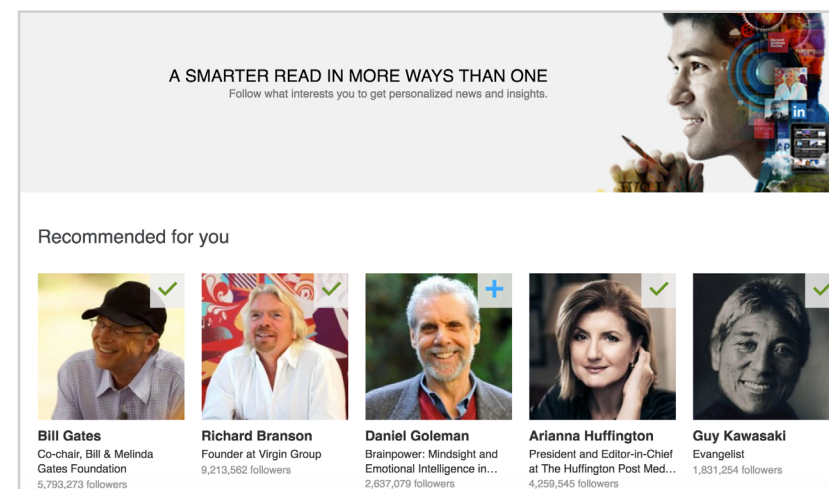 A SMARTER READ IN MORE WAYS THAN ONE
Follow what interests you to get personalized news and insights.
in
Recommended for you
Bill Gates
Co-chair, Bill & Melinda
Gates Foundation
5,793,273 followers
Richard Branson
Founder at Virgin Group
9,213,562 followers
Daniel Goleman
Brainpower: Mindsight and
Emotional Intelligence in...
2,637,079 followers
Arianna Huffington
President and Editor-in-Chief
at The Huffington Post Med...
4,259,545 followers
Guy Kawasaki
Evangelist
1,831,254 followers